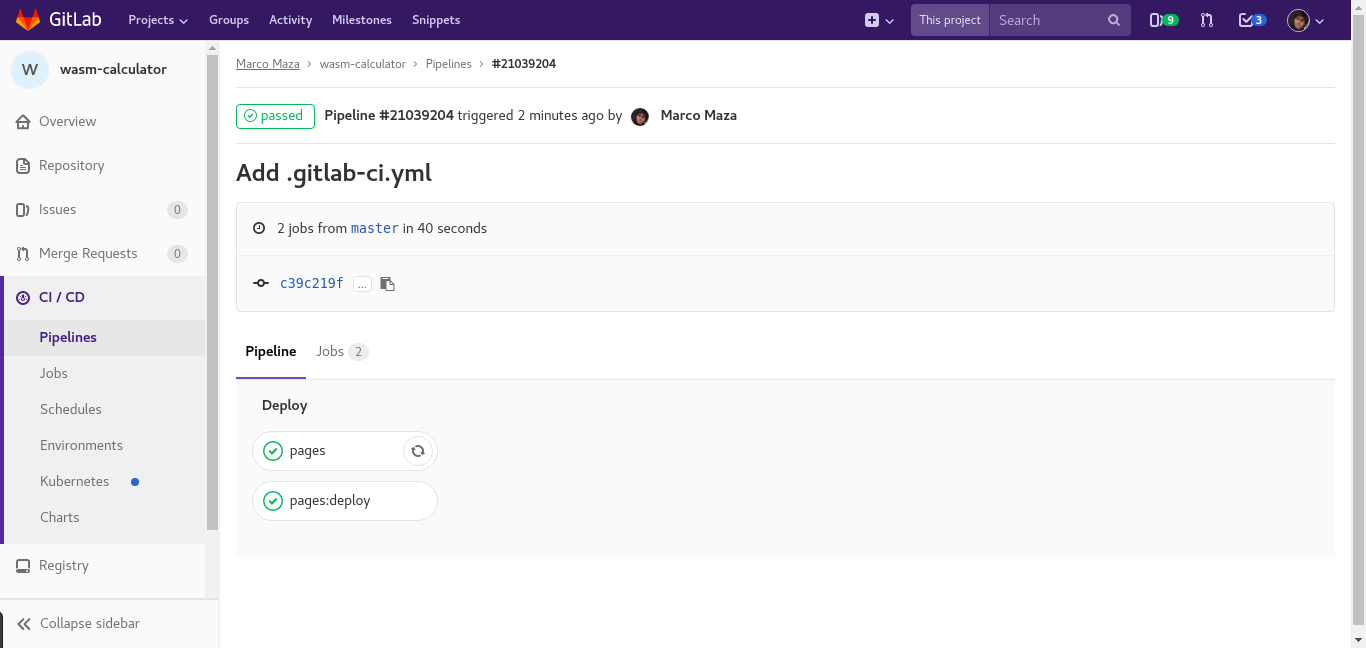 GitLab Projects Groups Activity Milestones Snippets This project Search 9 3
W wasm-calculator
Overview
Repository
Issues 0
Merge Requests 0
CI / CD
Pipelines
Jobs
Schedules
Environments
Kubernetes
Charts
Registry
Collapse sidebar
Marco Maza > wasm-calculator > Pipelines > #21039204
passed Pipeline #21039204 triggered 2 minutes ago by Marco Maza
Add .gitlab-ci.yml
2 jobs from master in 40 seconds
c39c219f ...
Pipeline Jobs 2
Deploy
pages
pages:deploy